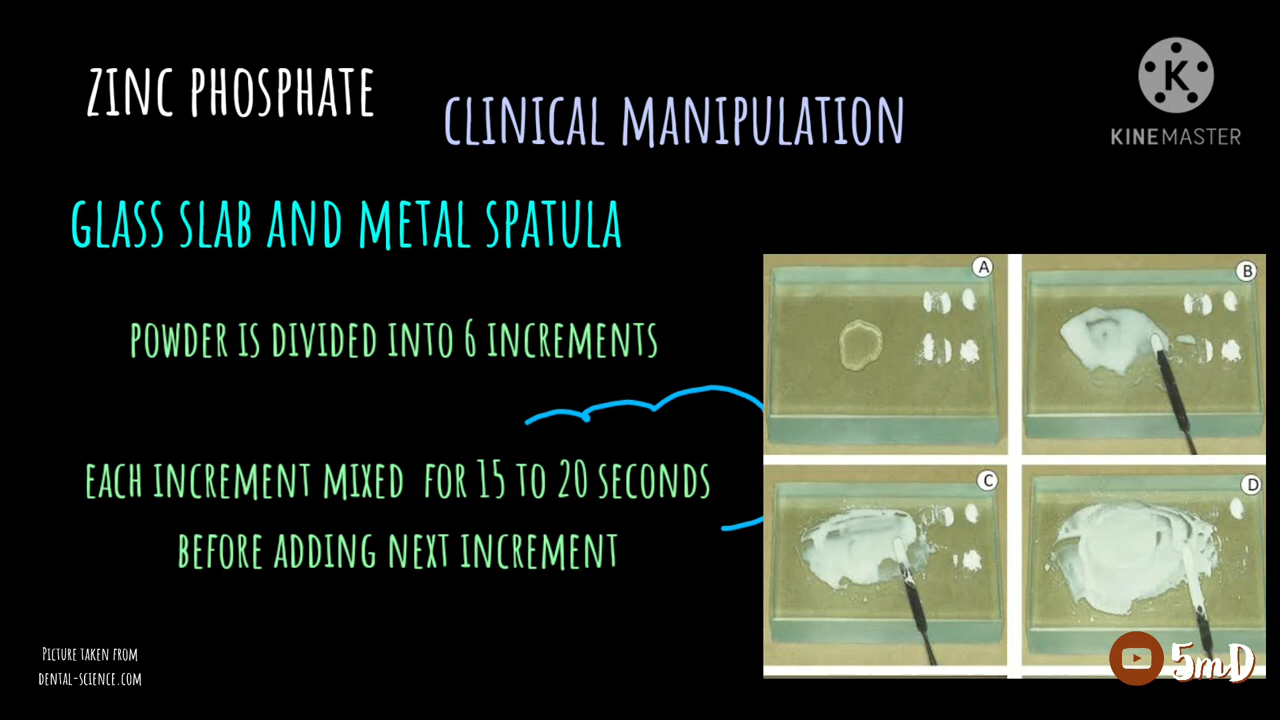 ZINC PHOSPHATE
CLINICAL MANIPULATION
K
KINEMASTER
GLASS SLAB AND METAL SPATULA
POWDER IS DIVIDED INTO 6 INCREMENTS
EACH INCREMENT MIXED FOR 15 TO 20 SECONDS
BEFORE ADDING NEXT INCREMENT
A
B
C
D
PICTURE TAKEN FROM
DENTAL-SCIENCE.COM
5mD